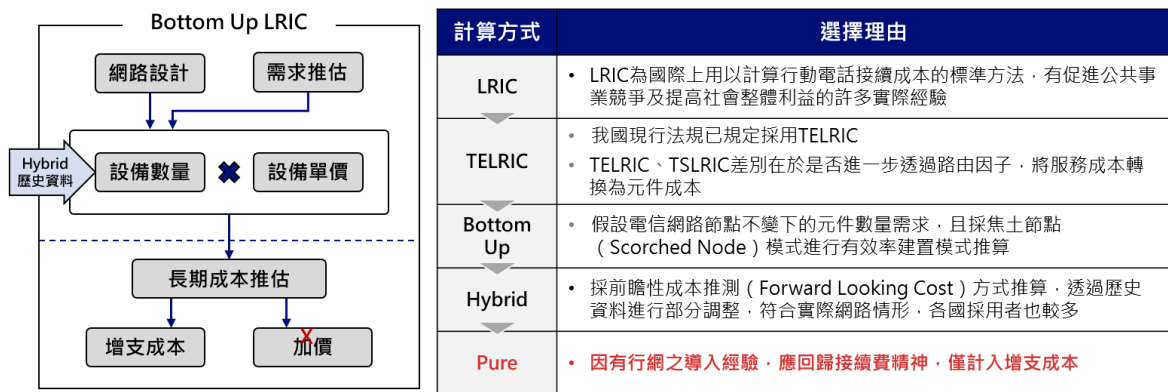 Bottom Up LRIC
網路設計
需求推估
Hybrid
歷史資料
設備數量
✖
設備單價
長期成本推估
增支成本
加價
X
計算方式
選擇理由
LRIC
• LRIC為國際上用以計算行動電話接續成本的標準方法，有促進公共事
業競爭及提高社會整體利益的許多實際經驗
TELRIC
• 我國現行法規已規定採用TELRIC
• TELRIC、TSLRIC差別在於是否進一步透過路由因子，將服務成本轉
換為元件成本
Bottom
Up
• 假設電信網路節點不變下的元件數量需求，且採焦土節點
（Scorched Node）模式進行有效率建置模式推算
Hybrid
• 採前瞻性成本推測（Forward Looking Cost）方式推算，透過歷史
資料進行部分調整，符合實際網路情形，各國採用者也較多
Pure
• 因有行網之導入經驗，應回歸接續費精神，僅計入增支成本